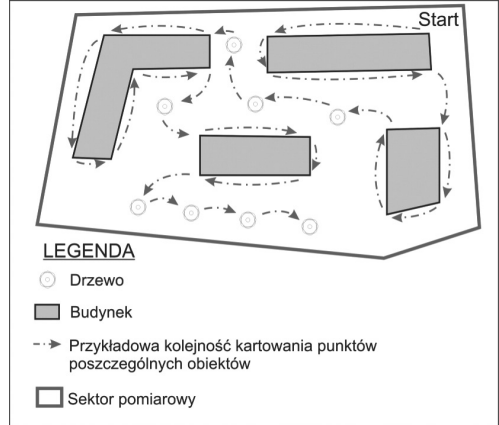 Start
LEGENDA
Drzewo
Budynek
Przykładowa kolejność kartowania punktów
poszczególnych obiektów
Sektor pomiarowy